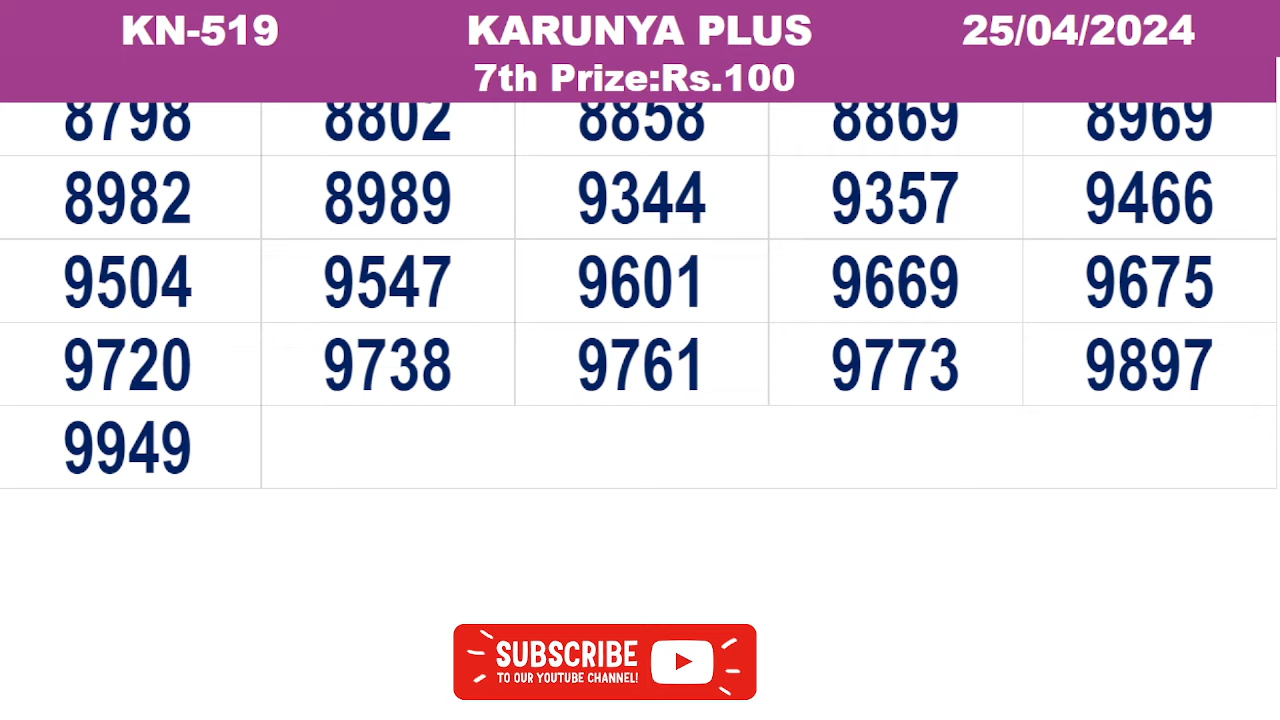 KN-519 KARUNYA PLUS 25/04/2024
7th Prize:Rs.100
8798 8802 8858 8869 8969
8982 8989 9344 9357 9466
9504 9547 9601 9669 9675
9720 9738 9761 9773 9897
9949
SUBSCRIBE
TO OUR YOUTUBE CHANNEL!